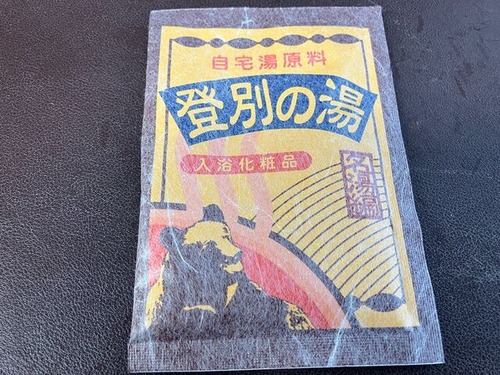 自宅湯原料
登別の湯
入浴化粧品
名湯編